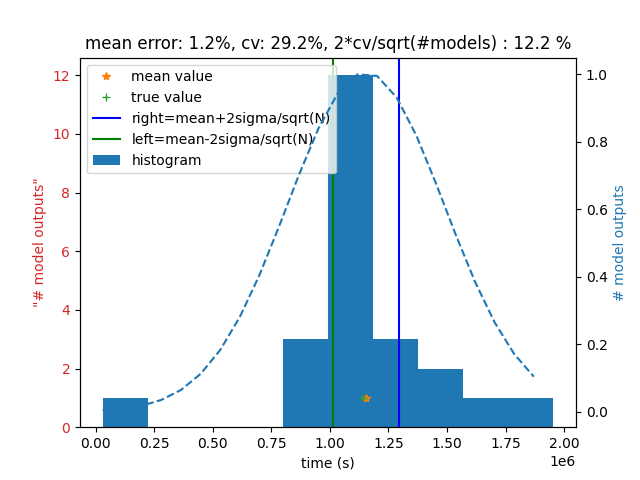 mean error: 1.2%, cv: 29.2%, 2*cv/sqrt(#models) : 12.2 %
mean value
true value
right=mean+2sigma/sqrt(N)
left=mean-2sigma/sqrt(N)
histogram
12
10
8
6
4
2
0
"# model outputs"
1.0
0.8
0.6
0.4
0.2
0.0
# model outputs
0.00 0.25 0.50 0.75 1.00 1.25 1.50 1.75 2.00
1e6
time (s)